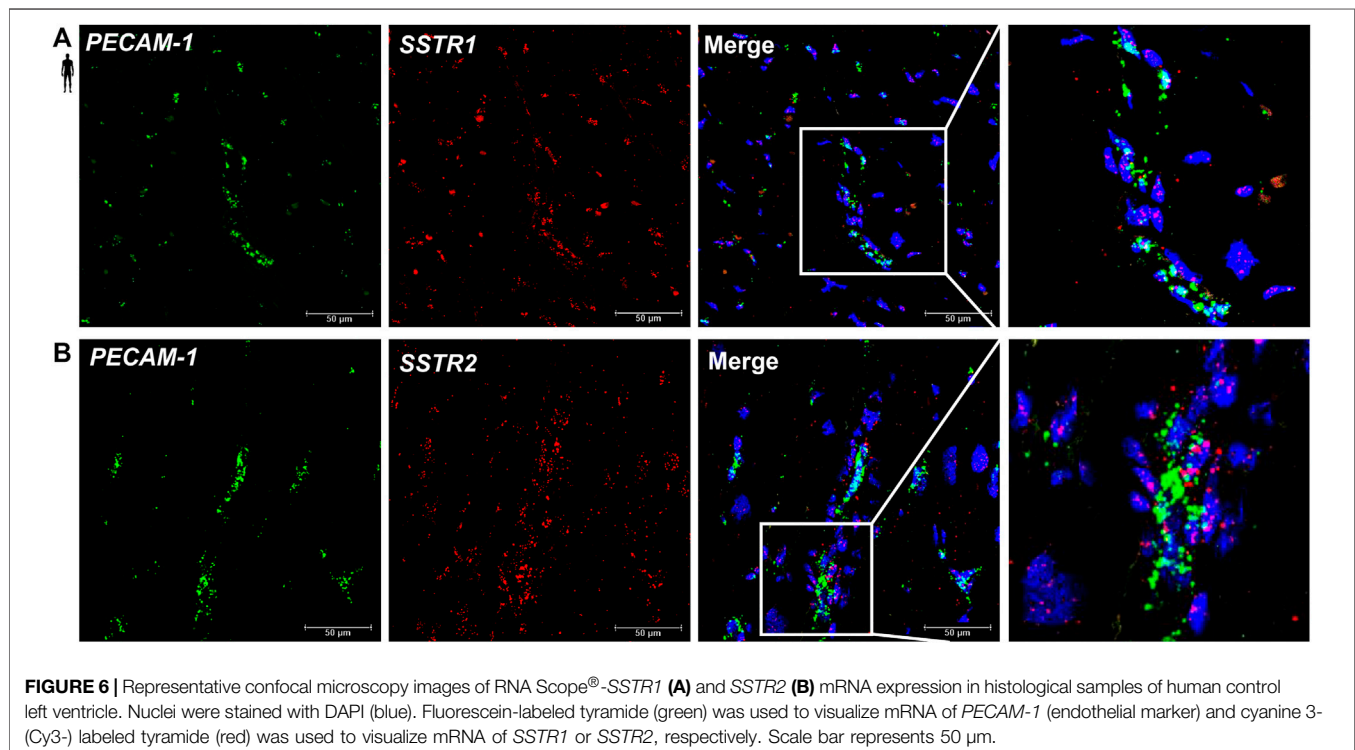 A
PECAM-1
SSTR1
Merge
50 μm
50 μm
50 μm
B
PECAM-1
SSTR2
Merge
50 μm
50 μm
50 μm
FIGURE 6 | Representative confocal microscopy images of RNA Scope®-SSTR1 (A) and SSTR2 (B) mRNA expression in histological samples of human control
left ventricle. Nuclei were stained with DAPI (blue). Fluorescein-labeled tyramide (green) was used to visualize mRNA of PECAM-1 (endothelial marker) and cyanine 3-
(Cy3-) labeled tyramide (red) was used to visualize mRNA of SSTR1 or SSTR2, respectively. Scale bar represents 50 μm.